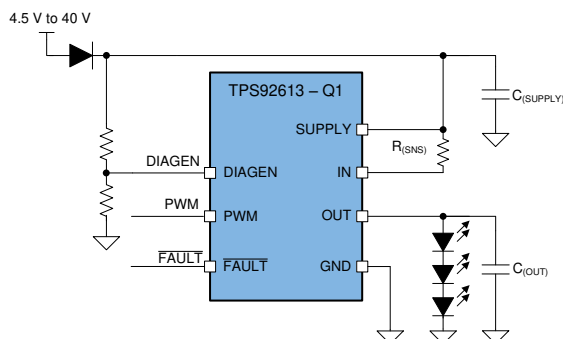 4.5 V to 40 V
TPS92613 – Q1
SUPPLY
C(SUPPLY)
R(SNS)
DIAGEN
DIAGEN
IN
PWM
PWM
OUT
FAULT
FAULT
GND
C(OUT)